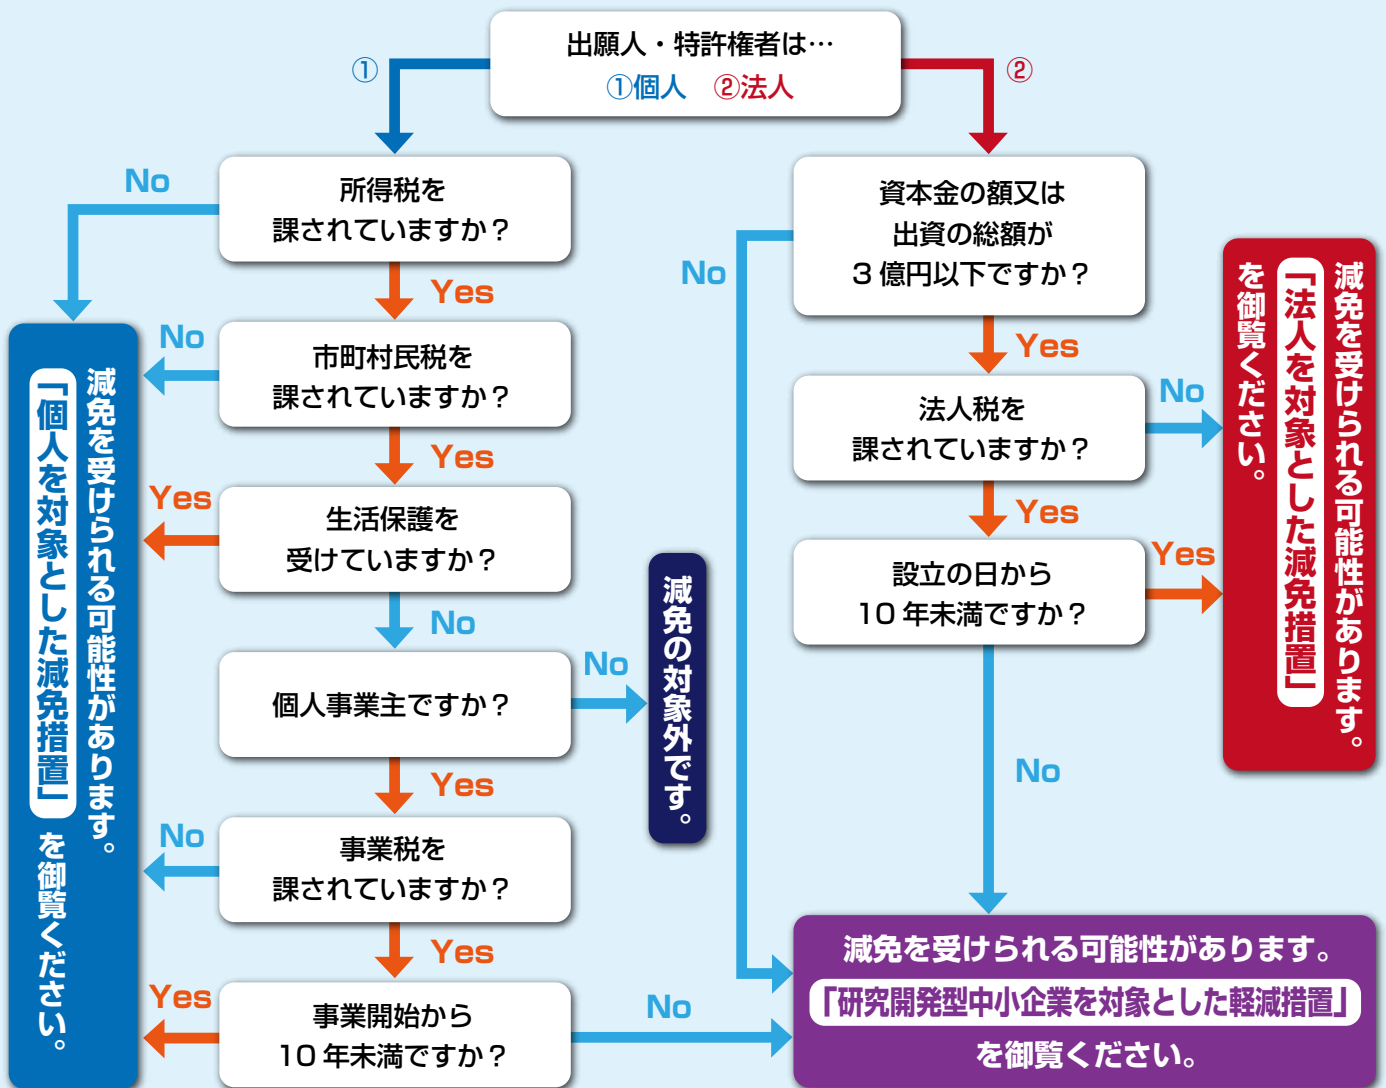 出願人・特許権者は…
①個人　②法人
①
②
所得税を
課されていますか？
No
Yes
市町村民税を
課されていますか？
No
Yes
生活保護を
受けていますか？
Yes
No
個人事業主ですか？
No
Yes
事業税を
課されていますか？
No
Yes
事業開始から
10年未満ですか？
Yes
No
減免を受けられる可能性があります。
「個人を対象とした減免措置」を御覧ください。
減免の対象外です。
資本金の額又は
出資の総額が
3億円以下ですか？
No
Yes
法人税を
課されていますか？
No
Yes
設立の日から
10年未満ですか？
Yes
No
減免を受けられる可能性があります。
「法人を対象とした減免措置」
を御覧ください。
減免を受けられる可能性があります。
「研究開発型中小企業を対象とした軽減措置」
を御覧ください。